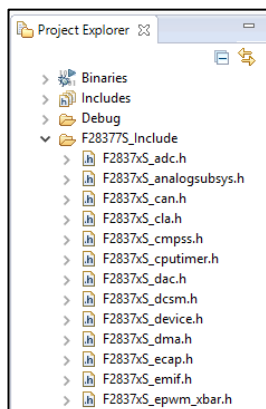 Project Explorer
Binaries
Includes
Debug
F28377S_Include
F2837xS_adc.h
F2837xS_analogsubsys.h
F2837xS_can.h
F2837xS_cla.h
F2837xS_cmpss.h
F2837xS_cputimer.h
F2837xS_dac.h
F2837xS_dcsm.h
F2837xS_device.h
F2837xS_dma.h
F2837xS_ecap.h
F2837xS_emif.h
F2837xS_epwm_xbar.h